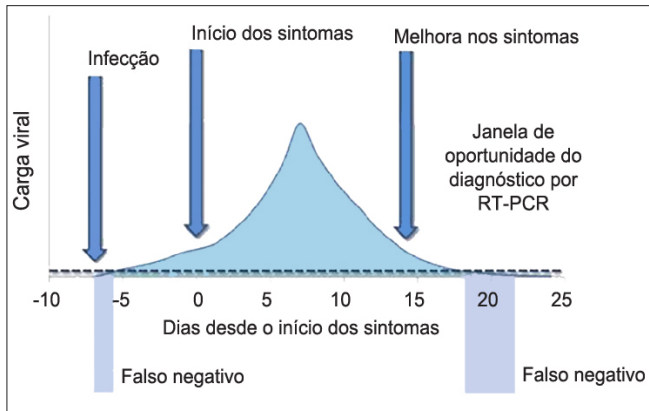 Infecção
Início dos sintomas
Melhora nos sintomas
Janela de
oportunidade do
diagnóstico por
RT-PCR
Carga viral
-10 -5 0 5 10 15 20 25
Dias desde o início dos sintomas
Falso negativo
Falso negativo